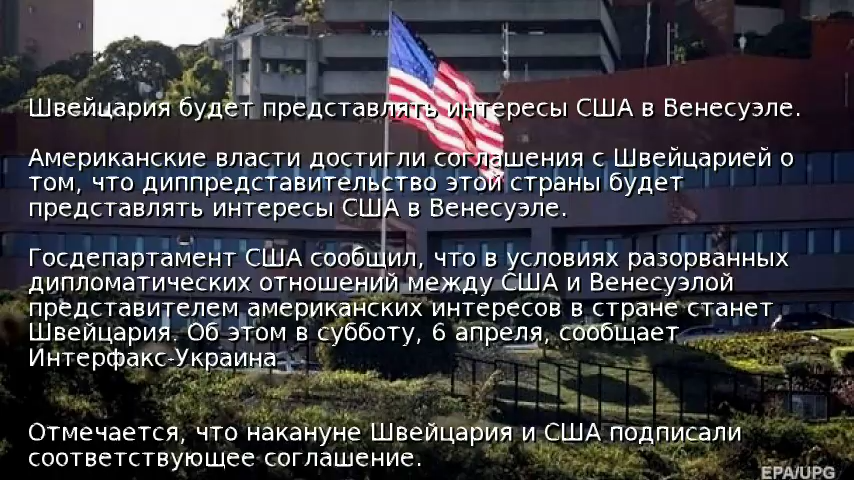 Швейцария будет представлять интересы США в Венесуэле.
Американские власти достигли соглашения с Швейцарией о
том, что диппредставительство этой страны будет
представлять интересы США в Венесуэле.
Госдепартамент США сообщил, что в условиях разорванных
дипломатических отношений между США и Венесуэлой
представителем американских интересов в стране станет
Швейцария. Об этом в субботу, 6 апреля, сообщает
Интерфакс-Украина
Отмечается, что накануне Швейцария и США подписали
соответствующее соглашение.
EPA/UPG